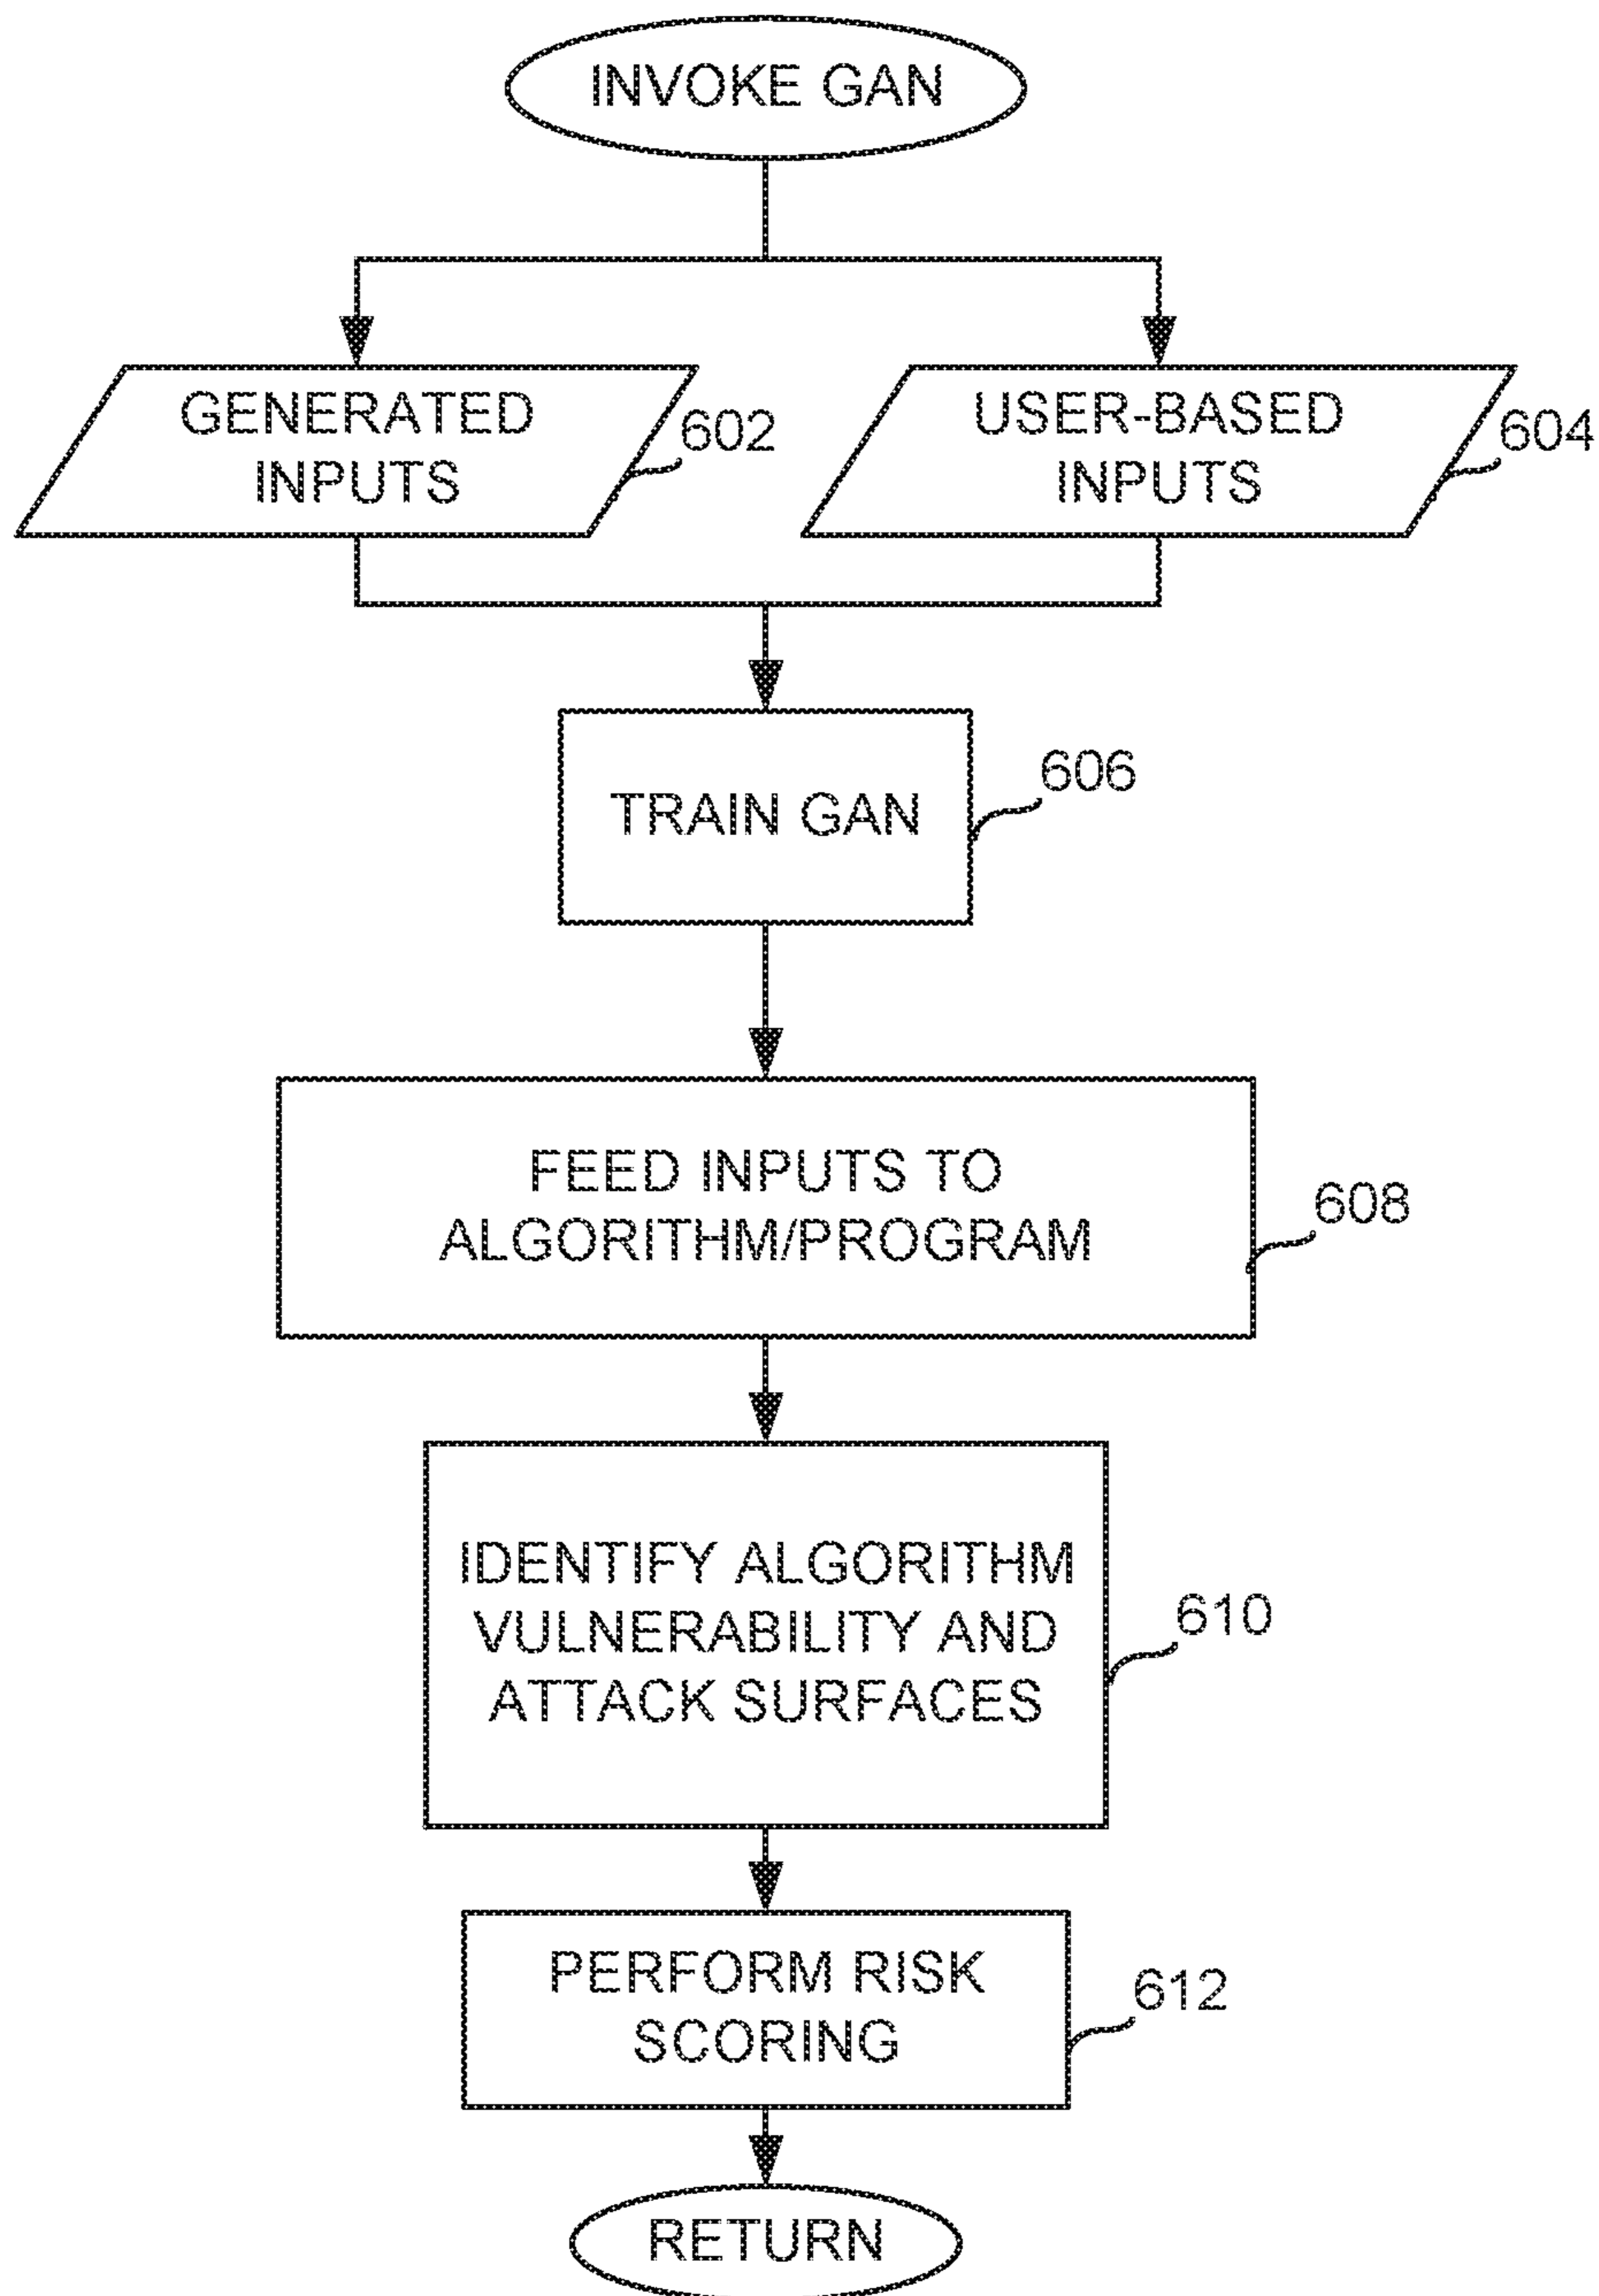 INVOKE GAN
GENERATED
INPUTS
602
USER-BASED
INPUTS
604
TRAIN GAN
606
FEED INPUTS TO
ALGORITHM/PROGRAM
608
IDENTIFY ALGORITHM
VULNERABILITY AND
ATTACK SURFACES
610
PERFORM RISK
SCORING
612
RETURN